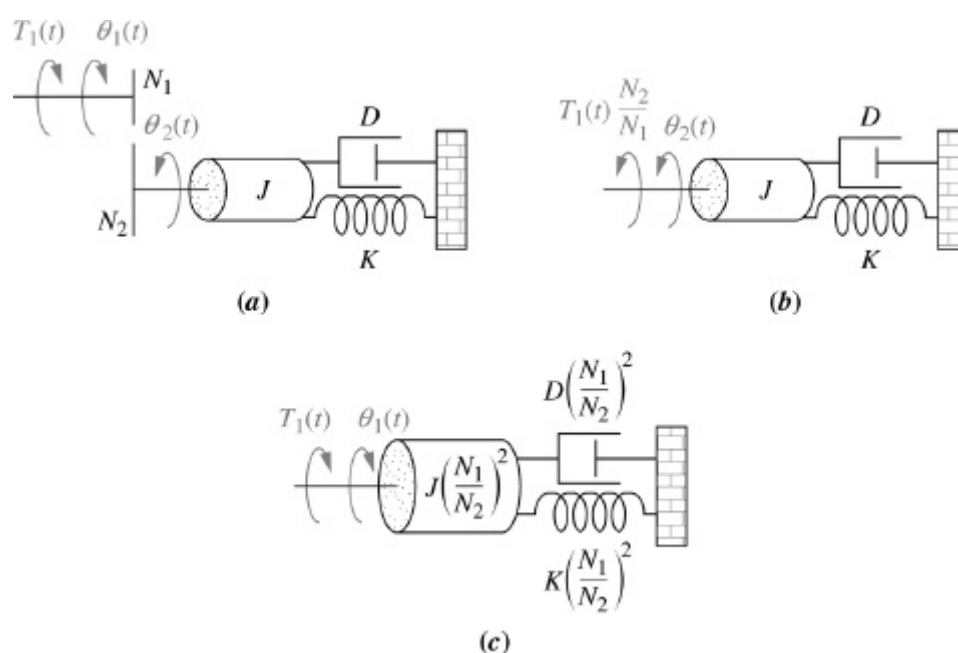 T₁(t) θ₁(t)
N₁
θ₂(t)
N₂
J
D
K
(a)
T₁(t) N₂/N₁ θ₂(t)
J
D
K
(b)
T₁(t) θ₁(t)
J(N₁/N₂)²
D(N₁/N₂)²
K(N₁/N₂)²
(c)